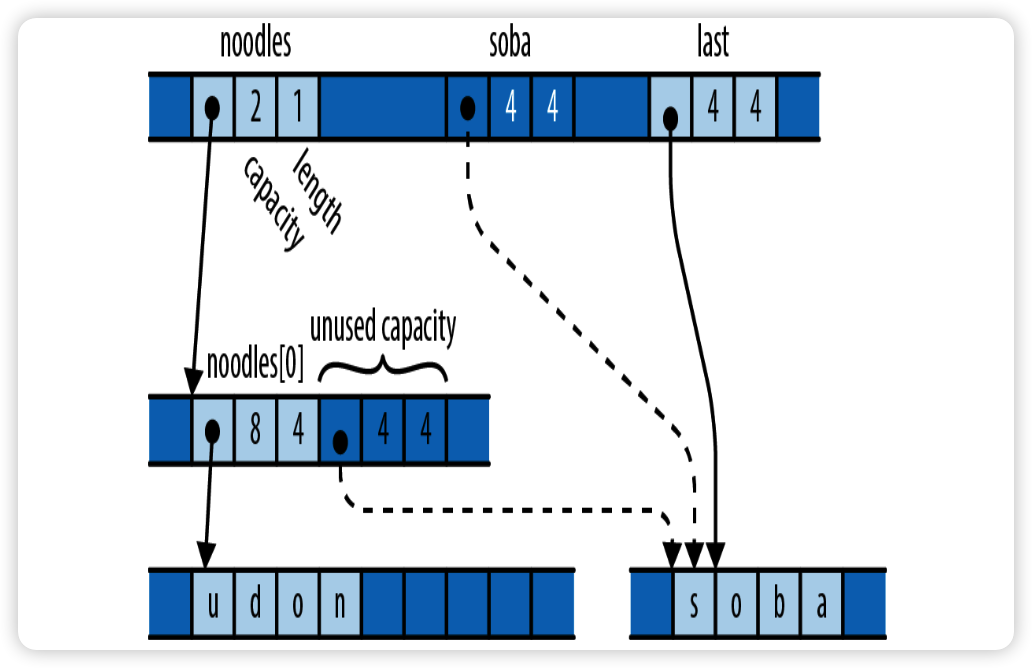 noodles soba last
2 1 4 4 4 4
capacity
length
unused capacity
noodles[0]
8 4 4 4
u d o n s o b a